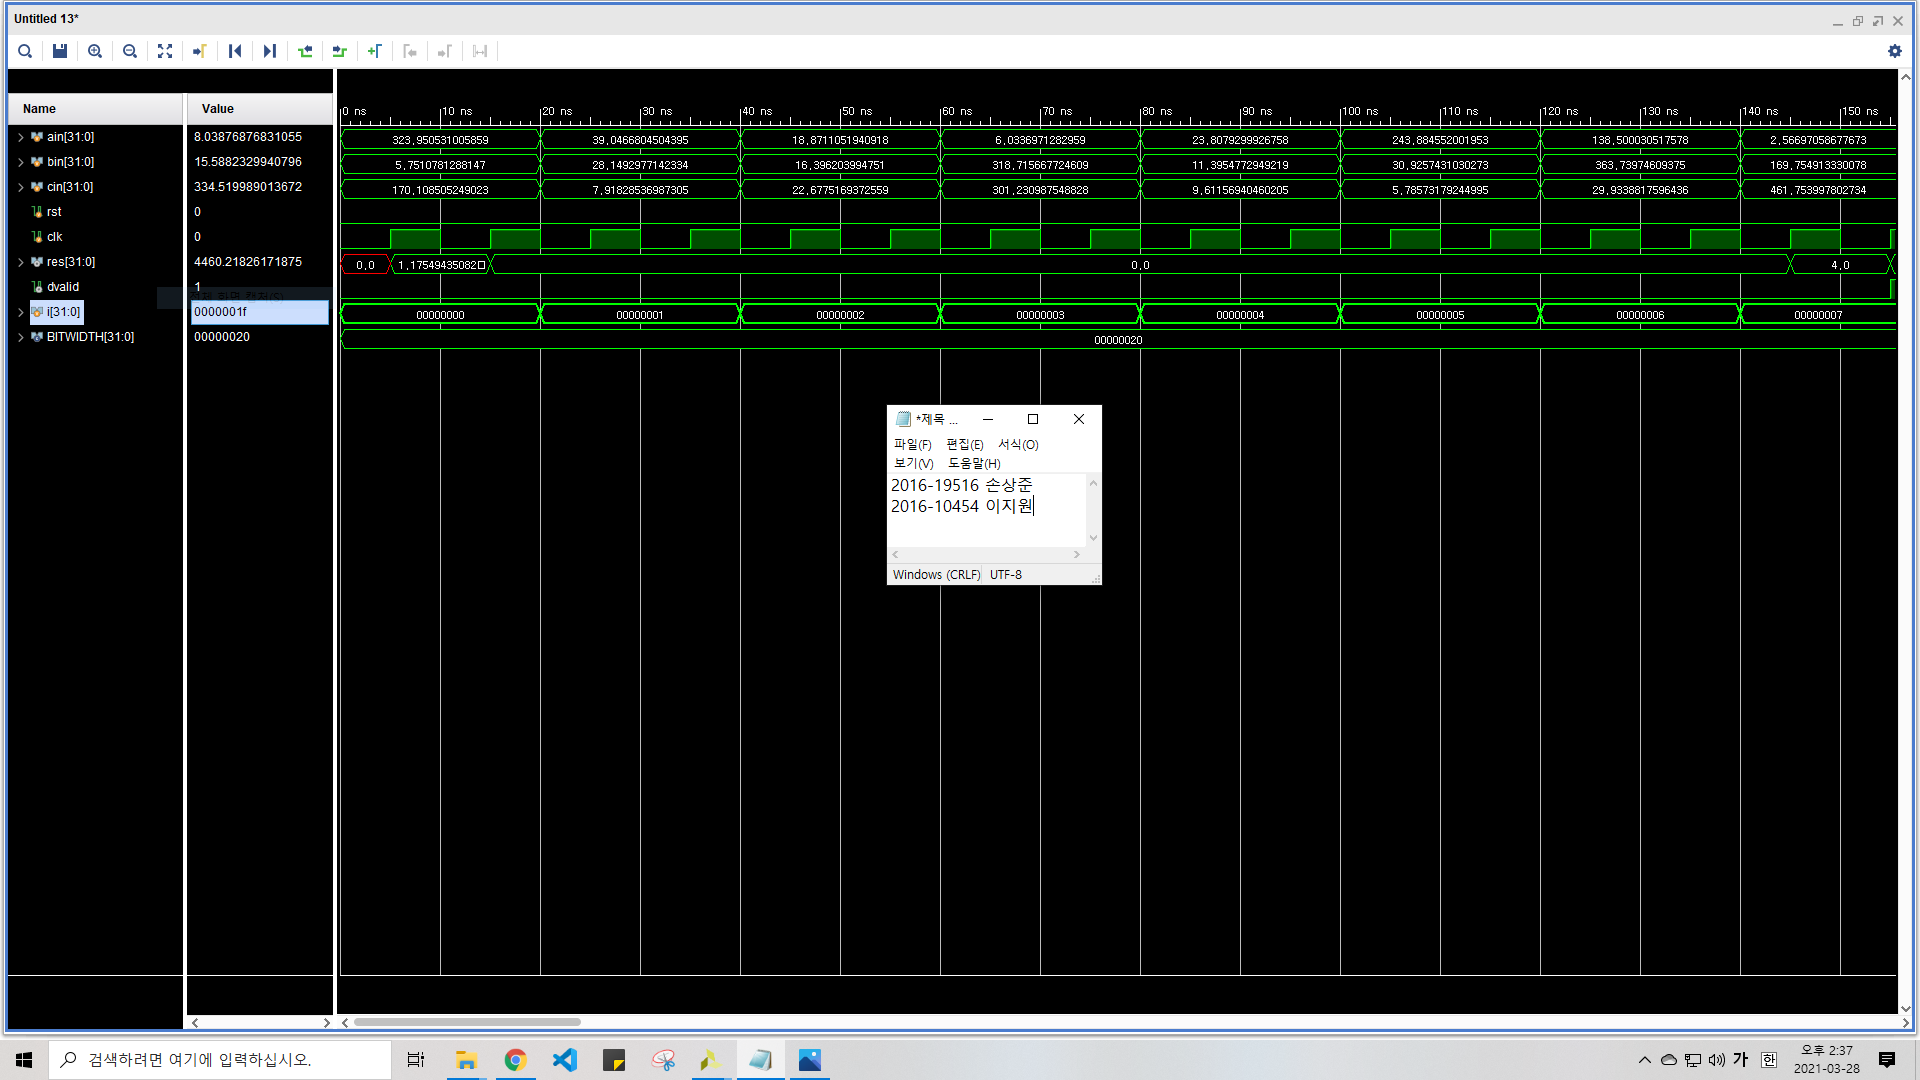 Untitled 13*
Name
Value
0 ns 10 ns 20 ns 30 ns 40 ns 50 ns 60 ns 70 ns 80 ns 90 ns 100 ns 110 ns 120 ns 130 ns 140 ns 150 ns
ain[31:0] 8.03876876831055 323.950531005859 39.0466804504395 18.8711051940918 6.0336971282959 23.8079299926758 243.884552001953 138.500030517578 2.56697058677673
bin[31:0] 15.5882329940796 5.7510781288147 28.1492977142334 16.396203994751 318.715667724609 11.3954772949219 30.9257431030273 363.73974609375 169.754913330078
cin[31:0] 334.519989013672 170.108505249023 7.91828536987305 22.6775169372559 301.230987548828 9.61156940460205 5.78573179244995 29.9338817596436 461.753997802734
rst 0
clk 0
res[31:0] 4460.21826171875 0.0 1.17549435082 0.0 4.0
dvalid 1
i[31:0] 0000001f 00000000 00000001 00000002 00000003 00000004 00000005 00000006 00000007
BITWIDTH[31:0] 00000020 00000020
*제목 ...
파일(F) 편집(E) 서식(O)
보기(V) 도움말(H)
2016-19516 손상준
2016-10454 이지원
Windows (CRLF) UTF-8
검색하려면 여기에 입력하십시오.
가 한
오후 2:37
2021-03-28